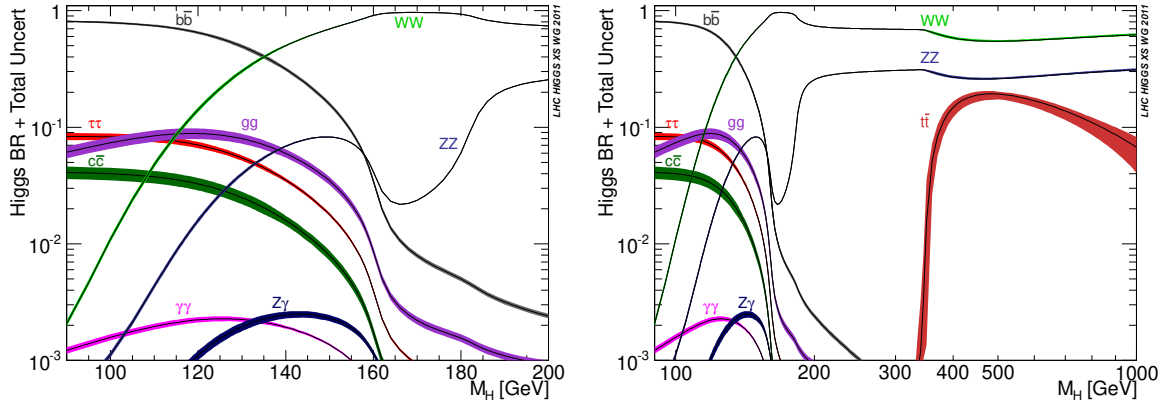 Higgs BR + Total Uncert
1
10⁻¹
10⁻²
10⁻³
bb̄
WW
ττ
gg
cc̄
ZZ
γγ
Zγ
100
120
140
160
180
200
M_H [GeV]
LHC HIGGS XS WG 2011
Higgs BR + Total Uncert
1
10⁻¹
10⁻²
10⁻³
bb̄
WW
ZZ
ττ
gg
tt̄
cc̄
γγ
Zγ
100
200
300
400
500
1000
M_H [GeV]
LHC HIGGS XS WG 2011